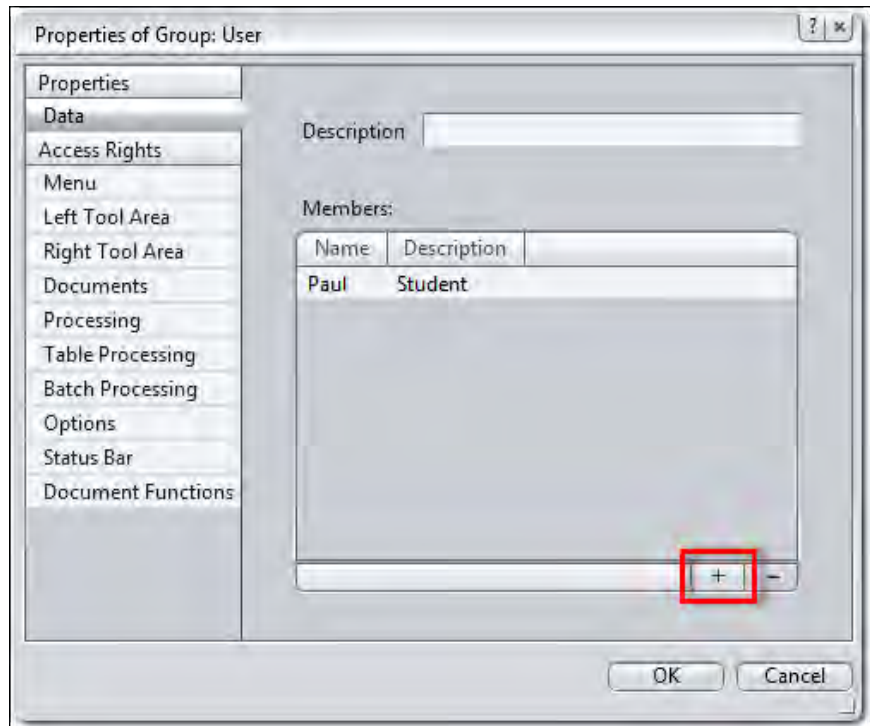 Properties of Group: User
? ×
Properties
Data
Access Rights
Menu
Left Tool Area
Right Tool Area
Documents
Processing
Table Processing
Batch Processing
Options
Status Bar
Document Functions
Description
Members:
Name Description
Paul Student
+ −
OK Cancel